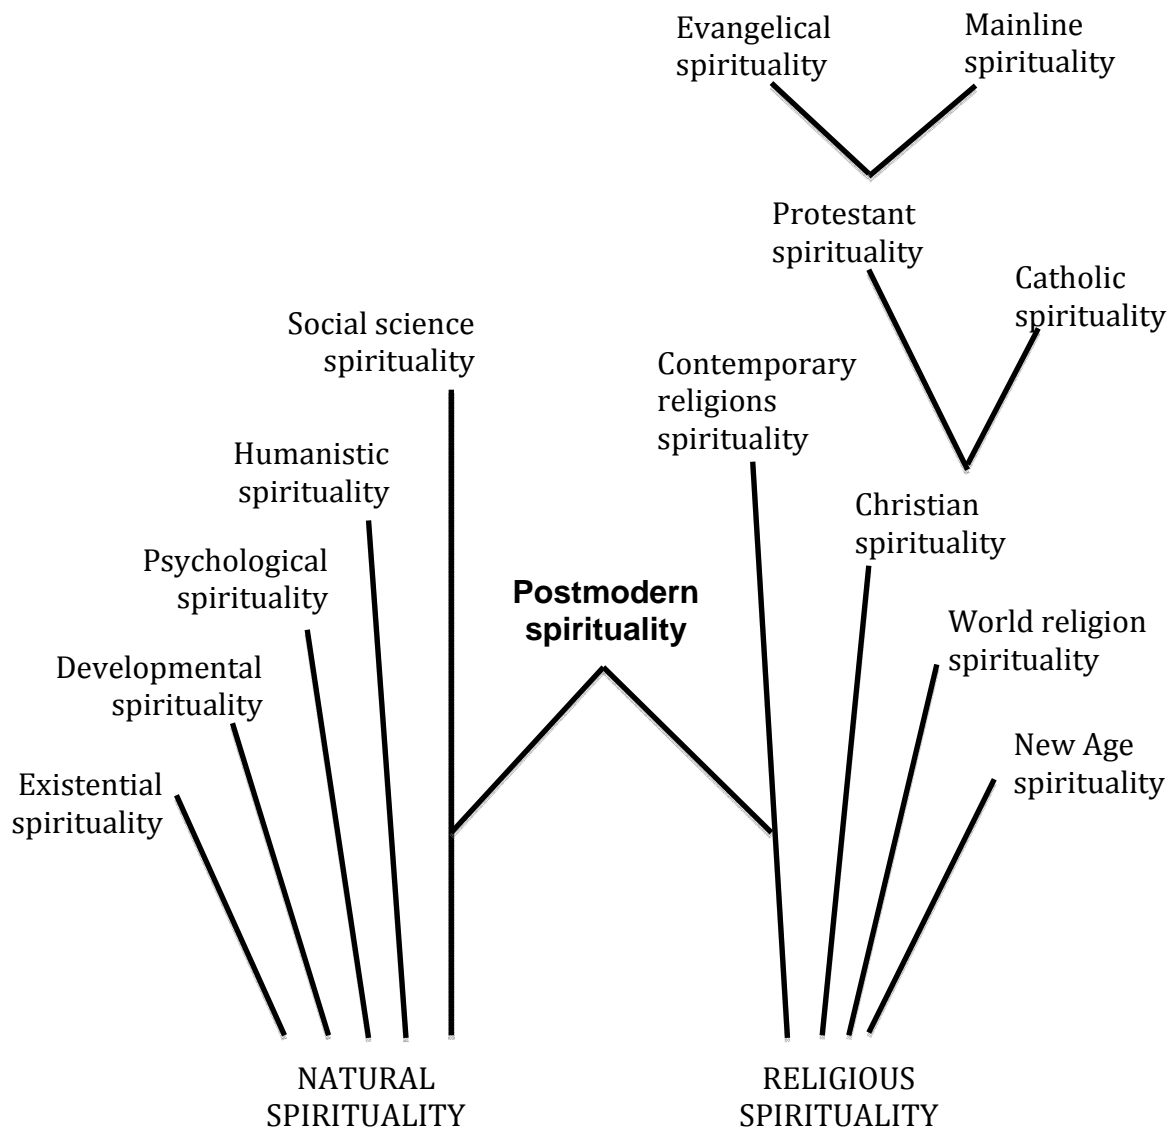 Evangelical
spirituality
Mainline
spirituality
Protestant
spirituality
Catholic
spirituality
Social science
spirituality
Contemporary
religions
spirituality
Humanistic
spirituality
Christian
spirituality
Psychological
spirituality
Postmodern
spirituality
World religion
spirituality
Developmental
spirituality
New Age
spirituality
Existential
spirituality
NATURAL
SPIRITUALITY
RELIGIOUS
SPIRITUALITY